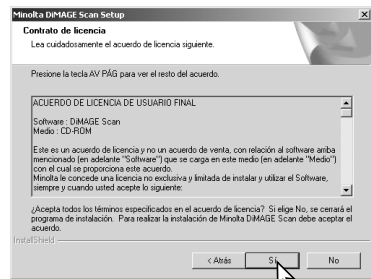 Minolta DiMAGE Scan Setup
Contrato de licencia
Lea cuidadosamente el acuerdo de licencia siguiente.
Presione la tecla AV PÁG para ver el resto del acuerdo.
ACUERDO DE LICENCIA DE USUARIO FINAL
Software : DiMAGE Scan
Medio : CD-ROM
Este es un acuerdo de licencia y no un acuerdo de venta, con relación al software arriba
mencionado (en adelante "Software") que se carga en este medio (en adelante "Medio")
con el cual se proporciona este acuerdo.
Minolta le concede una licencia no exclusiva y limitada de instalar y utilizar el Software,
siempre y cuando usted acepte lo siguiente:
¿Acepta todos los términos especificados en el acuerdo de licencia? Si elige No, se cerrará el
programa de instalación. Para realizar la instalación de Minolta DiMAGE Scan debe aceptar el
acuerdo.
InstallShield
< Atrás Sí No